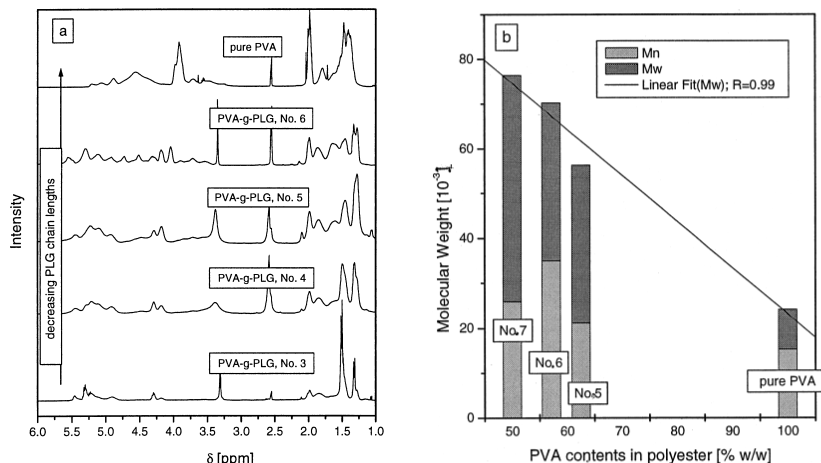 a
pure PVA
PVA-g-PLG, No. 6
PVA-g-PLG, No. 5
PVA-g-PLG, No. 4
PVA-g-PLG, No. 3
decreasing PLG chain lengths
Intensity
6.0 5.5 5.0 4.5 4.0 3.5 3.0 2.5 2.0 1.5 1.0
δ [ppm]
b
Mn
Mw
Linear Fit(Mw); R=0.99
80
60
40
20
0
Molecular Weight [10⁻³]
No.7
No.6
No.5
pure PVA
50 60 70 80 90 100
PVA contents in polyester [% w/w]